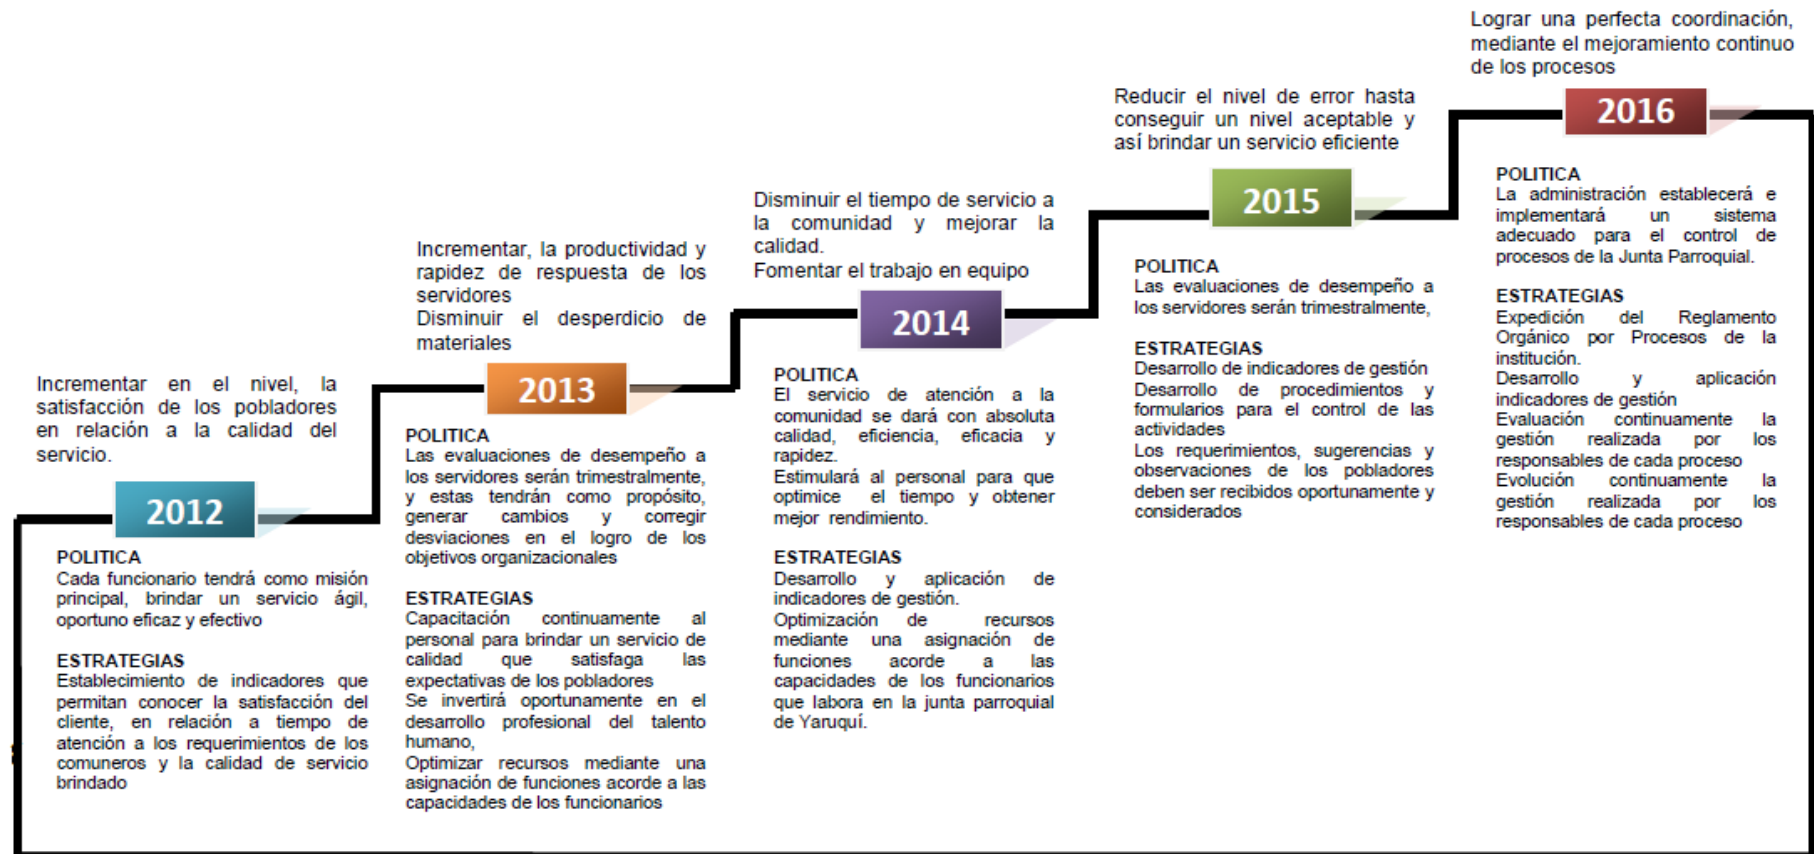 Incrementar en el nivel, la
satisfacción de los pobladores
en relación a la calidad del
servicio.
2012
POLITICA
Cada funcionario tendrá como misión
principal, brindar un servicio ágil,
oportuno eficaz y efectivo
ESTRATEGIAS
Establecimiento de indicadores que
permitan conocer la satisfacción del
cliente, en relación a tiempo de
atención a los requerimientos de los
comuneros y la calidad de servicio
brindado
Incrementar, la productividad y
rapidez de respuesta de los
servidores
Disminuir el desperdicio de
materiales
2013
POLITICA
Las evaluaciones de desempeño a
los servidores serán trimestralmente,
y estas tendrán como propósito,
generar cambios y corregir
desviaciones en el logro de los
objetivos organizacionales
ESTRATEGIAS
Capacitación continuamente al
personal para brindar un servicio de
calidad que satisfaga las
expectativas de los pobladores
Se invertirá oportunamente en el
desarrollo profesional del talento
humano,
Optimizar recursos mediante una
asignación de funciones acorde a las
capacidades de los funcionarios
Disminuir el tiempo de servicio a
la comunidad y mejorar la
calidad.
Fomentar el trabajo en equipo
2014
POLITICA
El servicio de atención a la
comunidad se dará con absoluta
calidad, eficiencia, eficacia y
rapidez.
Estimulará al personal para que
optimice el tiempo y obtener
mejor rendimiento.
ESTRATEGIAS
Desarrollo y aplicación de
indicadores de gestión.
Optimización de recursos
mediante una asignación de
funciones acorde a las
capacidades de los funcionarios
que labora en la junta parroquial
de Yaruquí.
Reducir el nivel de error hasta
conseguir un nivel aceptable y
así brindar un servicio eficiente
2015
POLITICA
Las evaluaciones de desempeño a
los servidores serán trimestralmente,
ESTRATEGIAS
Desarrollo de indicadores de gestión
Desarrollo de procedimientos y
formularios para el control de las
actividades
Los requerimientos, sugerencias y
observaciones de los pobladores
deben ser recibidos oportunamente y
considerados
Lograr una perfecta coordinación,
mediante el mejoramiento continuo
de los procesos
2016
POLITICA
La administración establecerá e
implementará un sistema
adecuado para el control de
procesos de la Junta Parroquial.
ESTRATEGIAS
Expedición del Reglamento
Orgánico por Procesos de la
institución.
Desarrollo y aplicación
indicadores de gestión
Evaluación continuamente la
gestión realizada por los
responsables de cada proceso
Evolución continuamente la
gestión realizada por los
responsables de cada proceso